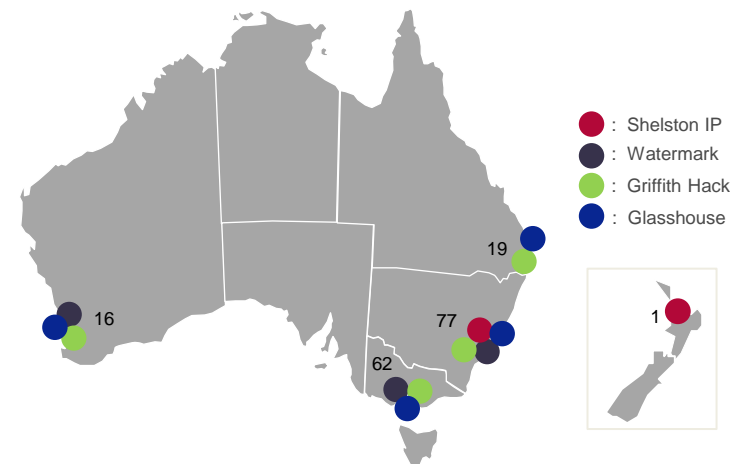 : Shelston IP
: Watermark
: Griffith Hack
: Glasshouse
19
16
77
1
62